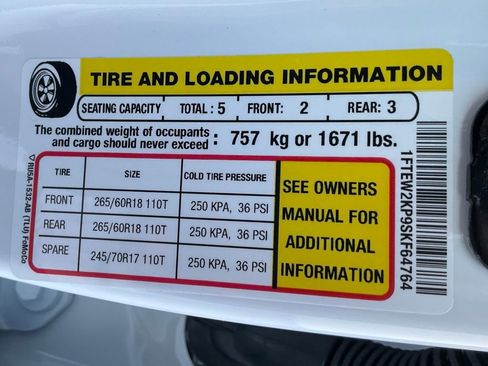 TIRE AND LOADING INFORMATION
SEATING CAPACITY TOTAL : 5 FRONT: 2 REAR: 3
The combined weight of occupants
and cargo should never exceed : 757 kg or 1671 lbs.
TIRE SIZE COLD TIRE PRESSURE
FRONT 265/60R18 110T 250 KPA, 36 PSI
REAR 265/60R18 110T 250 KPA, 36 PSI
SPARE 245/70R17 110T 250 KPA, 36 PSI
SEE OWNERS
MANUAL FOR
ADDITIONAL
INFORMATION
1FTEW2KP9SKF64764